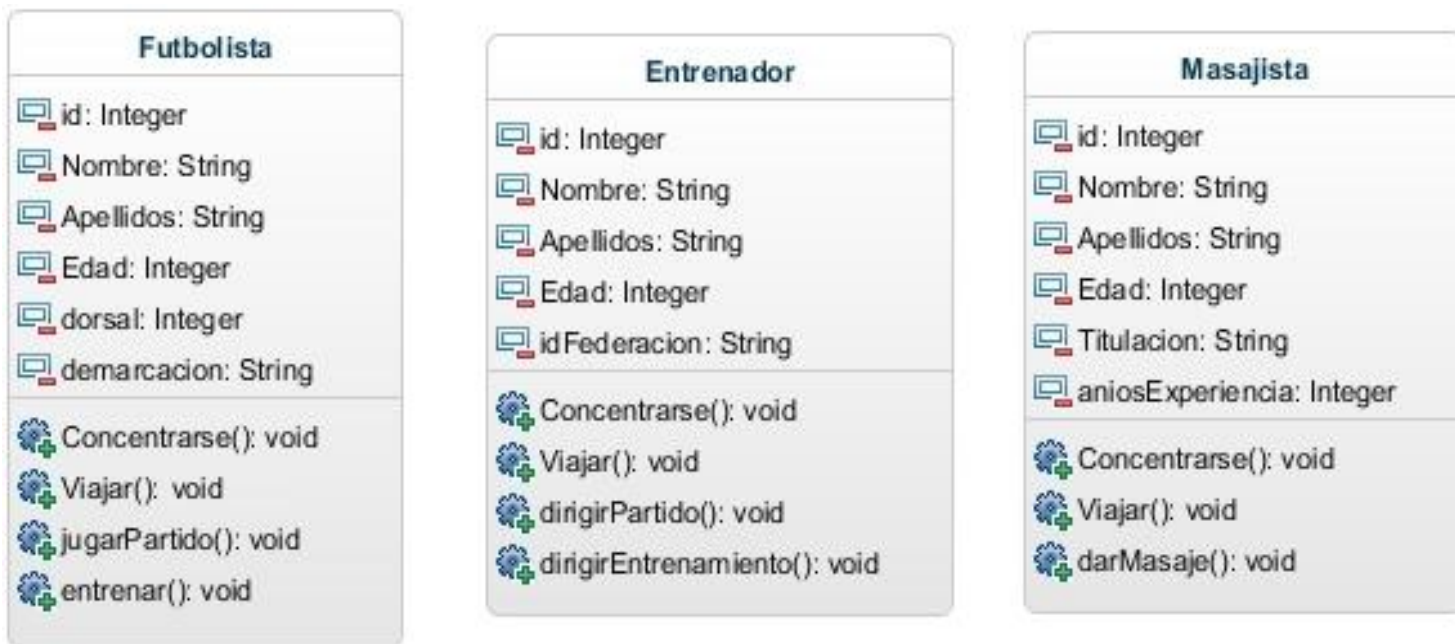 Futbolista
id: Integer
Nombre: String
Apellidos: String
Edad: Integer
dorsal: Integer
demarcacion: String
Concentrarse(): void
Viajar(): void
jugarPartido(): void
entrenar(): void
Entrenador
id: Integer
Nombre: String
Apellidos: String
Edad: Integer
idFederacion: String
Concentrarse(): void
Viajar(): void
dirigirPartido(): void
dirigirEntrenamiento(): void
Masajista
id: Integer
Nombre: String
Apellidos: String
Edad: Integer
Titulacion: String
aniosExperiencia: Integer
Concentrarse(): void
Viajar(): void
darMasaje(): void